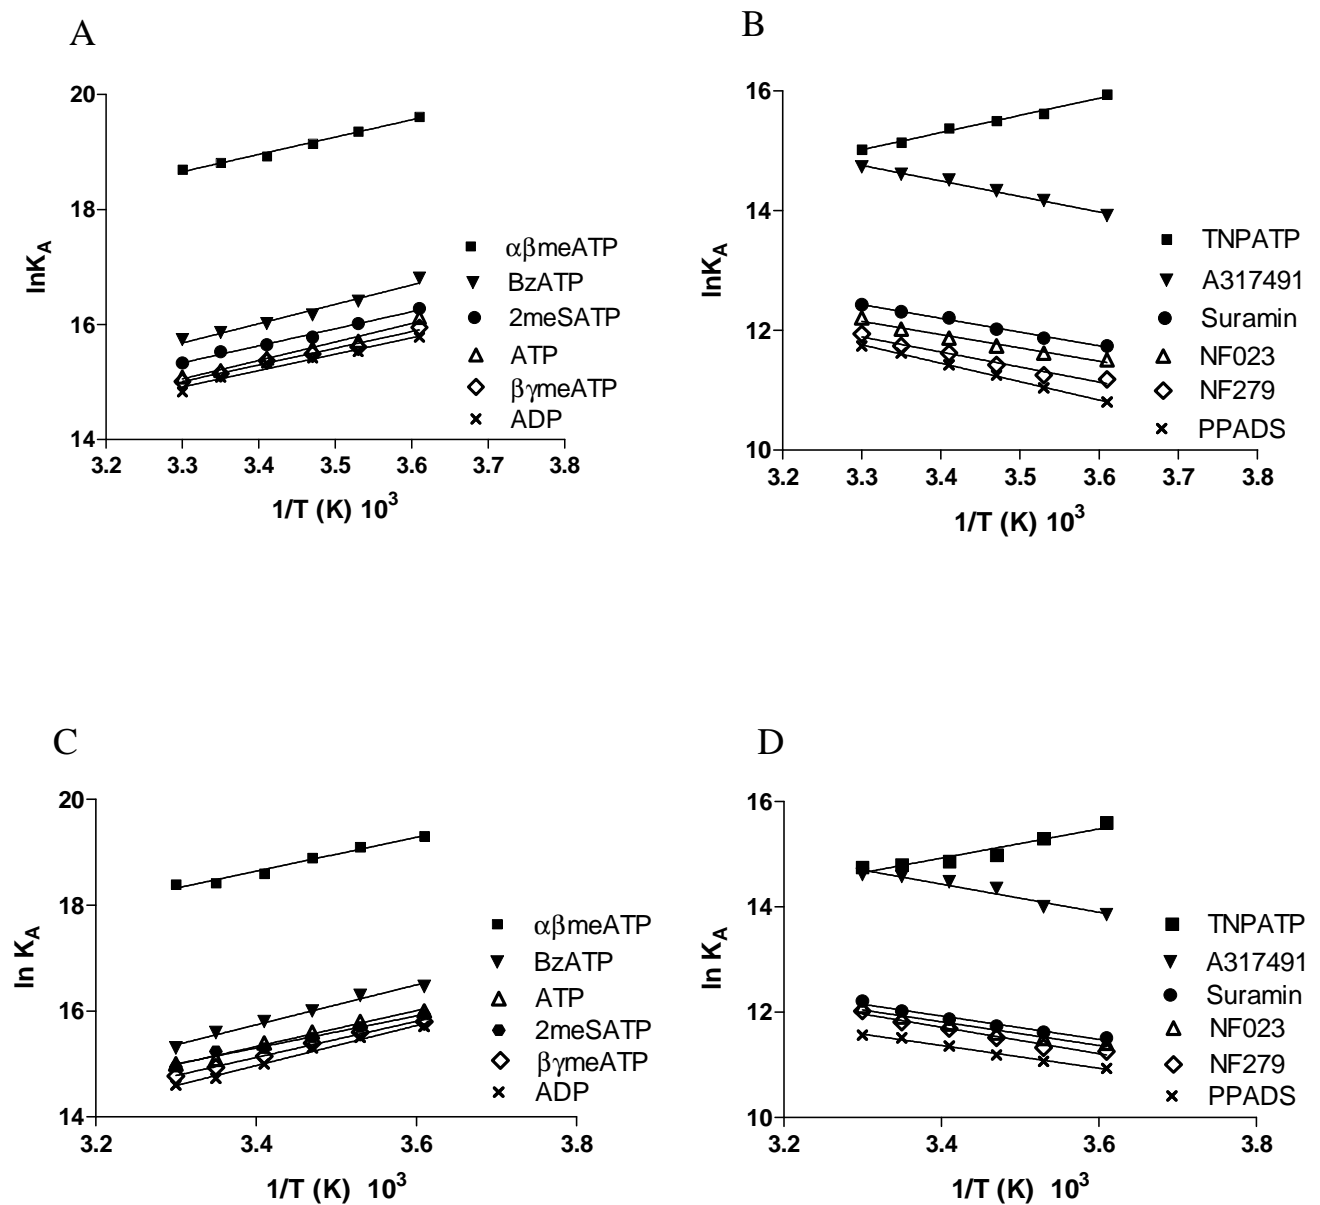 A
20
18
16
14
lnKA
3.2 3.3 3.4 3.5 3.6 3.7 3.8
1/T (K) 10³
αβmeATP
BzATP
2meSATP
ATP
βγmeATP
ADP
B
16
14
12
10
lnKA
3.2 3.3 3.4 3.5 3.6 3.7 3.8
1/T (K) 10³
TNPATP
A317491
Suramin
NF023
NF279
PPADS
C
20
18
16
14
ln KA
3.2 3.4 3.6 3.8
1/T (K) 10³
αβmeATP
BzATP
ATP
2meSATP
βγmeATP
ADP
D
16
14
12
10
ln KA
3.2 3.4 3.6 3.8
1/T (K) 10³
TNPATP
A317491
Suramin
NF023
NF279
PPADS